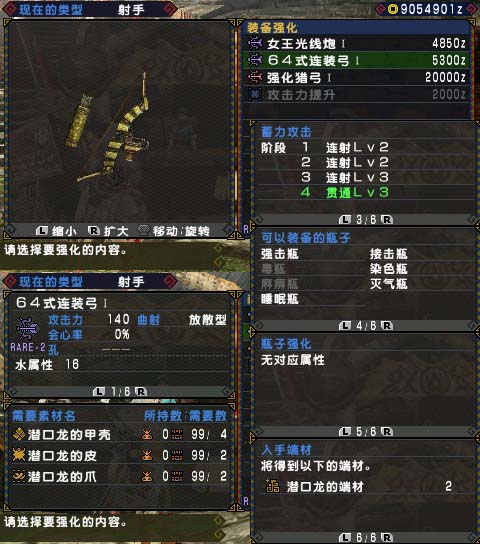 现在的类型 射手
缩小 扩大 移动/旋转
请选择要强化的内容。
9054901z
装备强化
女王光线炮Ⅰ 4850z
64式连装弓Ⅰ 5300z
强化猎弓Ⅰ 20000z
攻击力提升 2000z
蓄力攻击
阶段 1 连射Lv2
2 连射Lv2
3 连射Lv3
4 贯通Lv3
L 3/6 R
可以装备的瓶子
强击瓶 接击瓶
毒瓶 染色瓶
麻痹瓶 灭气瓶
睡眠瓶
L 4/6 R
瓶子强化
无对应属性
L 5/6 R
入手端材
将得到以下的端材。
潜口龙的端材 2
L 6/6 R
现在的类型 射手
64式连装弓Ⅰ
攻击力 140 曲射 放散型
会心率 0%
RARE-2 孔 ---
水属性 16
L 1/6 R
需要素材名 所持数/需要数
潜口龙的甲壳 0 99/ 4
潜口龙的皮 0 99/ 2
潜口龙的爪 0 99/ 2
请选择要强化的内容。